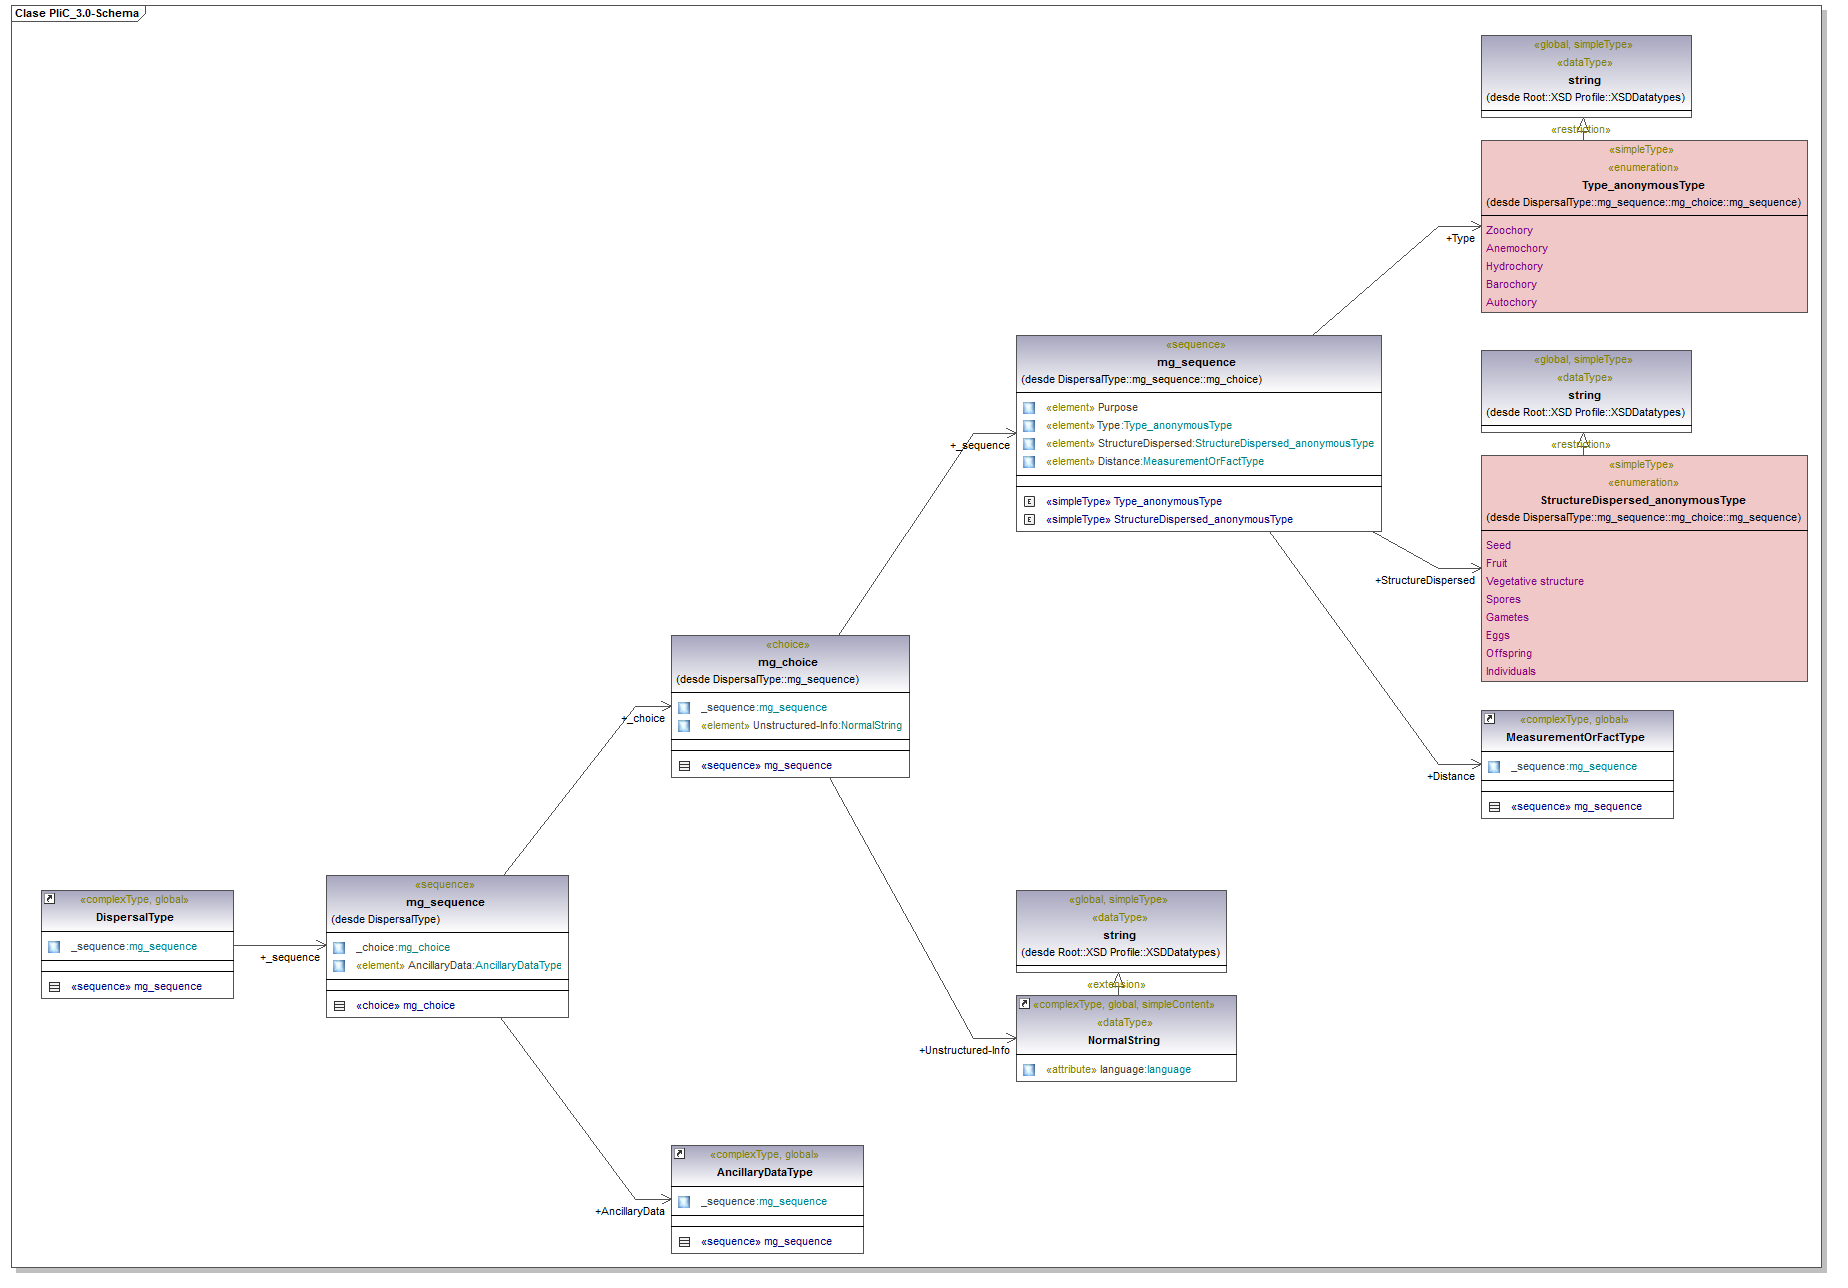 Clase PliC_3.0-Schema
«global, simpleType»
«dataType»
string
(desde Root::XSD Profile::XSDDatatypes)
«restriction»
«simpleType»
«enumeration»
Type_anonymousType
(desde DispersalType::mg_sequence::mg_choice::mg_sequence)
Zoochory
Anemochory
Hydrochory
Barochory
Autochory
+Type
«sequence»
mg_sequence
(desde DispersalType::mg_sequence::mg_choice)
«element» Purpose
«element» Type:Type_anonymousType
«element» StructureDispersed:StructureDispersed_anonymousType
«element» Distance:MeasurementOrFactType
«simpleType» Type_anonymousType
«simpleType» StructureDispersed_anonymousType
+_sequence
«global, simpleType»
«dataType»
string
(desde Root::XSD Profile::XSDDatatypes)
«restriction»
«simpleType»
«enumeration»
StructureDispersed_anonymousType
(desde DispersalType::mg_sequence::mg_choice::mg_sequence)
Seed
Fruit
Vegetative structure
Spores
Gametes
Eggs
Offspring
Individuals
+StructureDispersed
«choice»
mg_choice
(desde DispersalType::mg_sequence)
_sequence:mg_sequence
«element» Unstructured-Info:NormalString
«sequence» mg_sequence
+_choice
«complexType, global»
MeasurementOrFactType
_sequence:mg_sequence
«sequence» mg_sequence
+Distance
«complexType, global»
DispersalType
_sequence:mg_sequence
«sequence» mg_sequence
+_sequence
«sequence»
mg_sequence
(desde DispersalType)
_choice:mg_choice
«element» AncillaryData:AncillaryDataType
«choice» mg_choice
«global, simpleType»
«dataType»
string
(desde Root::XSD Profile::XSDDatatypes)
«extension»
«complexType, global, simpleContent»
«dataType»
NormalString
«attribute» language:language
+Unstructured-Info
«complexType, global»
AncillaryDataType
_sequence:mg_sequence
«sequence» mg_sequence
+AncillaryData